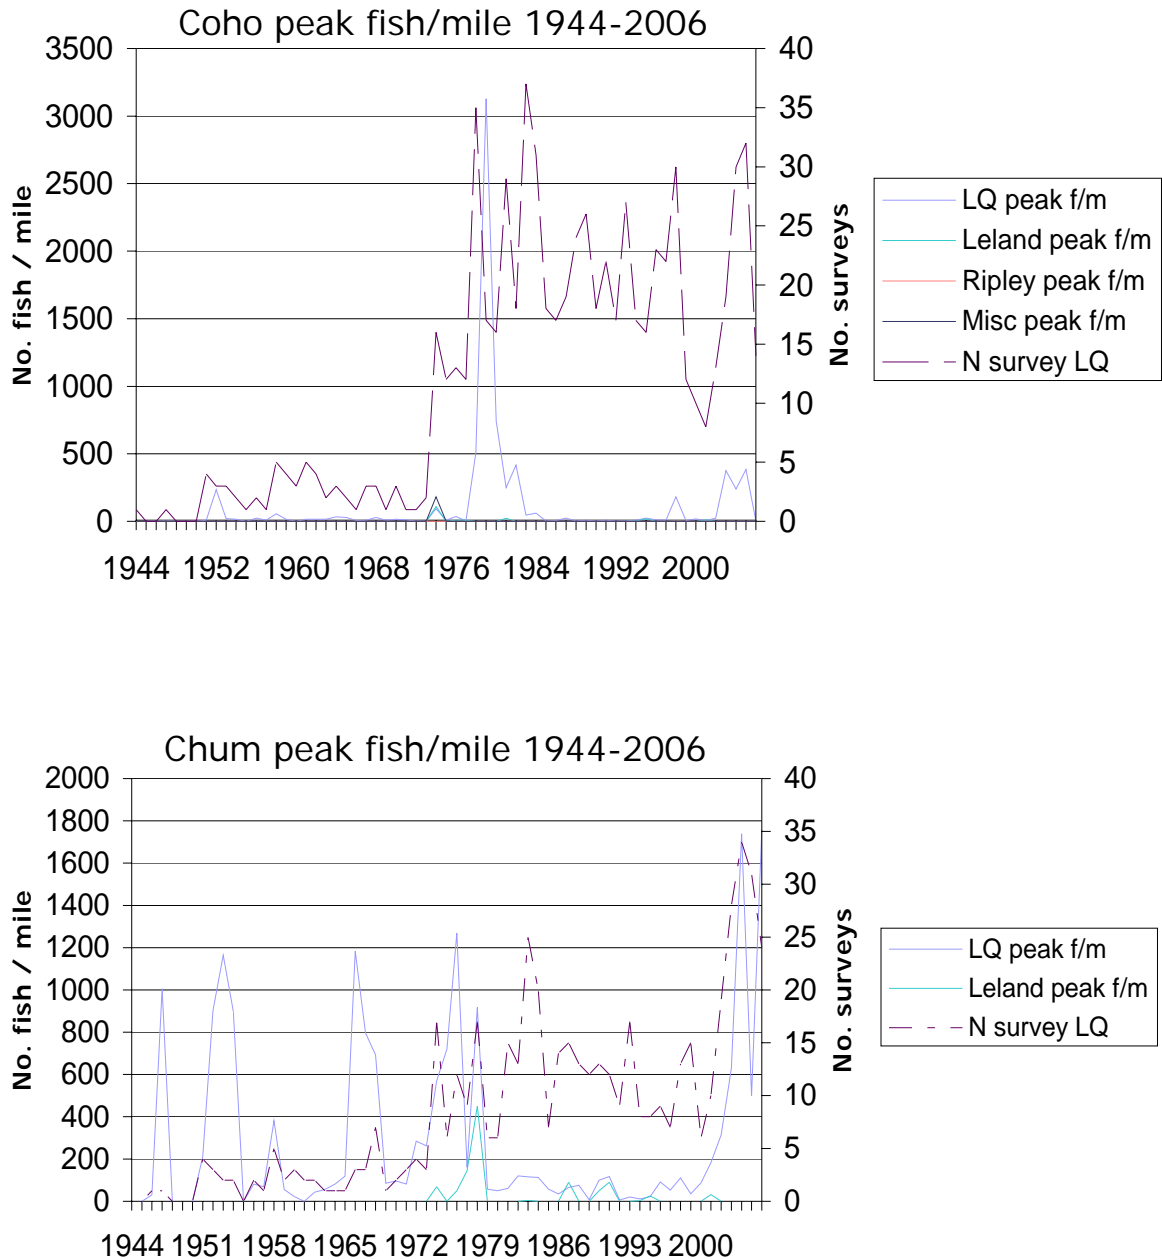 Coho peak fish/mile 1944-2006
No. fish / mile
3500
3000
2500
2000
1500
1000
500
0
40
35
30
25
20
15
10
5
0
No. surveys
1944 1952 1960 1968 1976 1984 1992 2000
LQ peak f/m
Leland peak f/m
Ripley peak f/m
Misc peak f/m
N survey LQ
Chum peak fish/mile 1944-2006
No. fish / mile
2000
1800
1600
1400
1200
1000
800
600
400
200
0
40
35
30
25
20
15
10
5
0
No. surveys
1944 1951 1958 1965 1972 1979 1986 1993 2000
LQ peak f/m
Leland peak f/m
N survey LQ